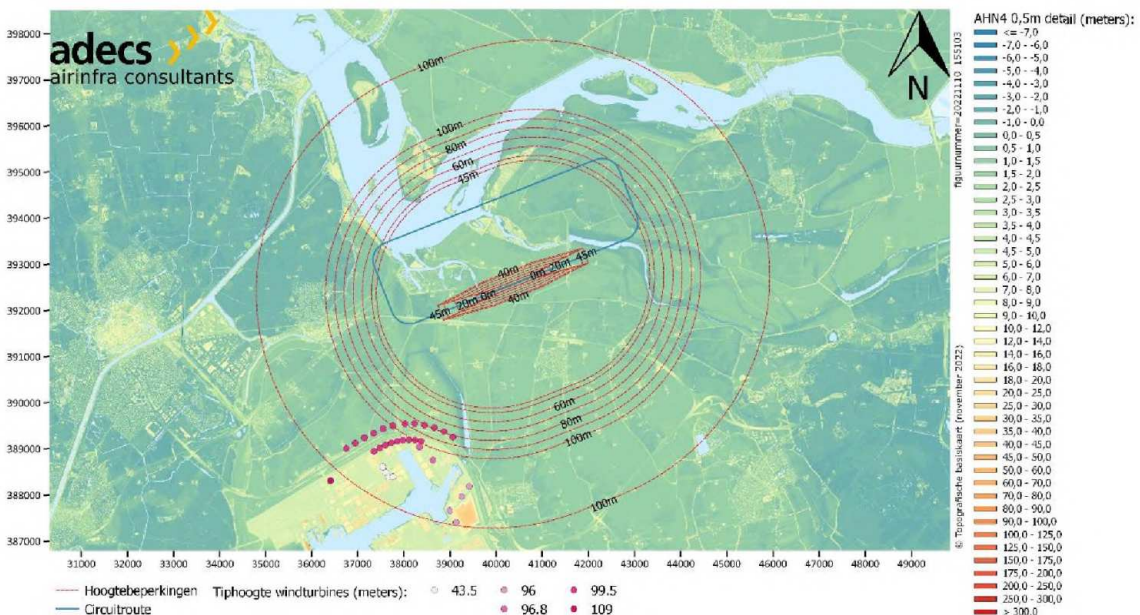 adecs
airinfra consultants
N
398000
397000
396000
395000
394000
393000
392000
391000
390000
389000
388000
387000
31000 32000 33000 34000 35000 36000 37000 38000 39000 40000 41000 42000 43000 44000 45000 46000 47000 48000 49000
100m
100m
80m
60m
45m
40m
0m 20m 45m
45m 20m 0m
40m
60m
80m
100m
100m
figuurnummer=20221110_155103
© Topografische basiskaart (november 2022)
AHN4 0,5m detail (meters):
<= -7,0
-7,0 - -6,0
-6,0 - -5,0
-5,0 - -4,0
-4,0 - -3,0
-3,0 - -2,0
-2,0 - -1,0
-1,0 - 0,0
0,0 - 0,5
0,5 - 1,0
1,0 - 1,5
1,5 - 2,0
2,0 - 2,5
2,5 - 3,0
3,0 - 3,5
3,5 - 4,0
4,0 - 4,5
4,5 - 5,0
5,0 - 6,0
6,0 - 7,0
7,0 - 8,0
8,0 - 9,0
9,0 - 10,0
10,0 - 12,0
12,0 - 14,0
14,0 - 16,0
16,0 - 18,0
18,0 - 20,0
20,0 - 25,0
25,0 - 30,0
30,0 - 35,0
35,0 - 40,0
40,0 - 45,0
45,0 - 50,0
50,0 - 60,0
60,0 - 70,0
70,0 - 80,0
80,0 - 90,0
90,0 - 100,0
100,0 - 125,0
125,0 - 150,0
150,0 - 175,0
175,0 - 200,0
200,0 - 250,0
250,0 - 300,0
> 300,0
Hoogtebeperkingen Tiphoogte windturbines (meters): 43.5 96 99.5
Circuitroute 96.8 109